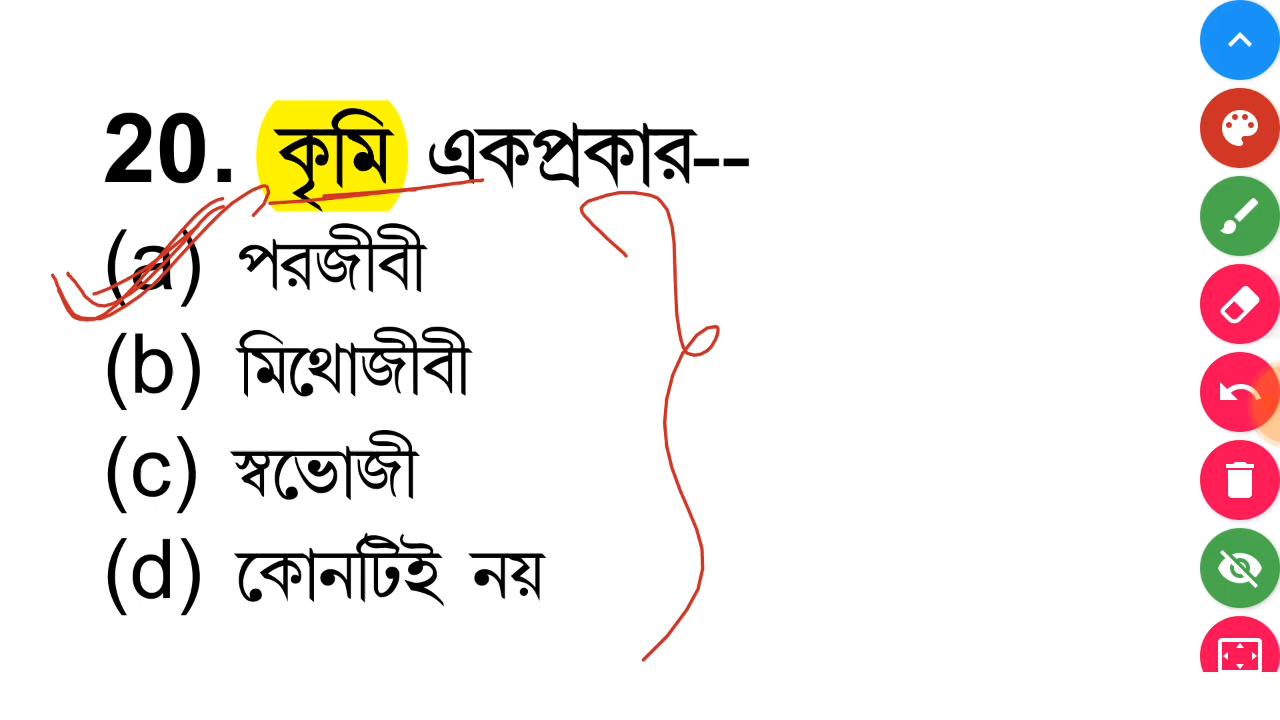 20. কৃমি একপ্রকার--
(a) পরজীবী
(b) মিথোজীবী
(c) স্বভোজী
(d) কোনটিই নয়